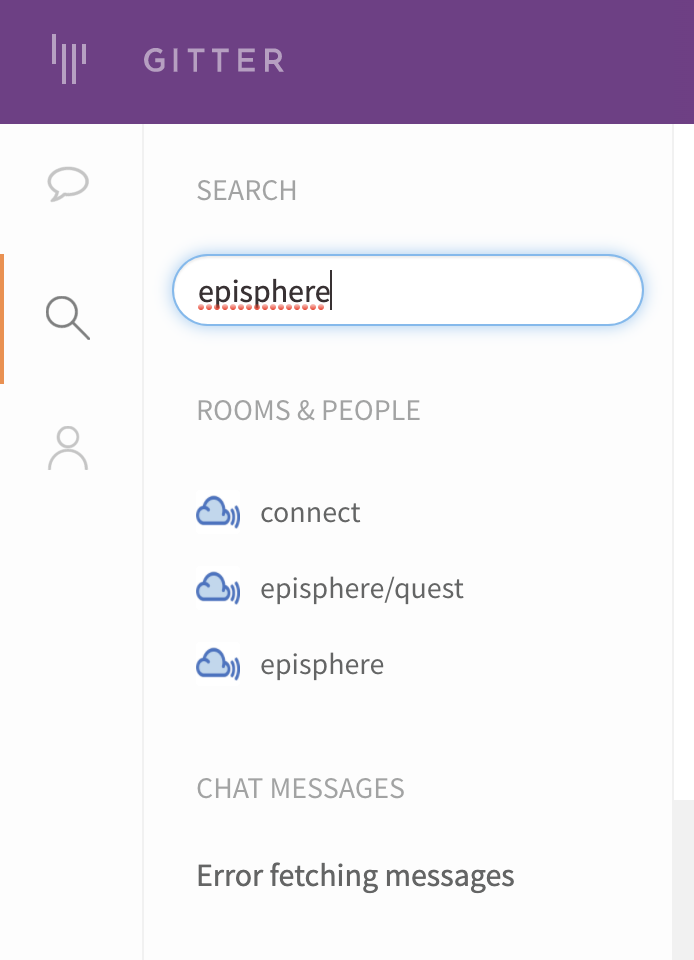 GITTER
SEARCH
episphere
ROOMS & PEOPLE
connect
episphere/quest
episphere
CHAT MESSAGES
Error fetching messages